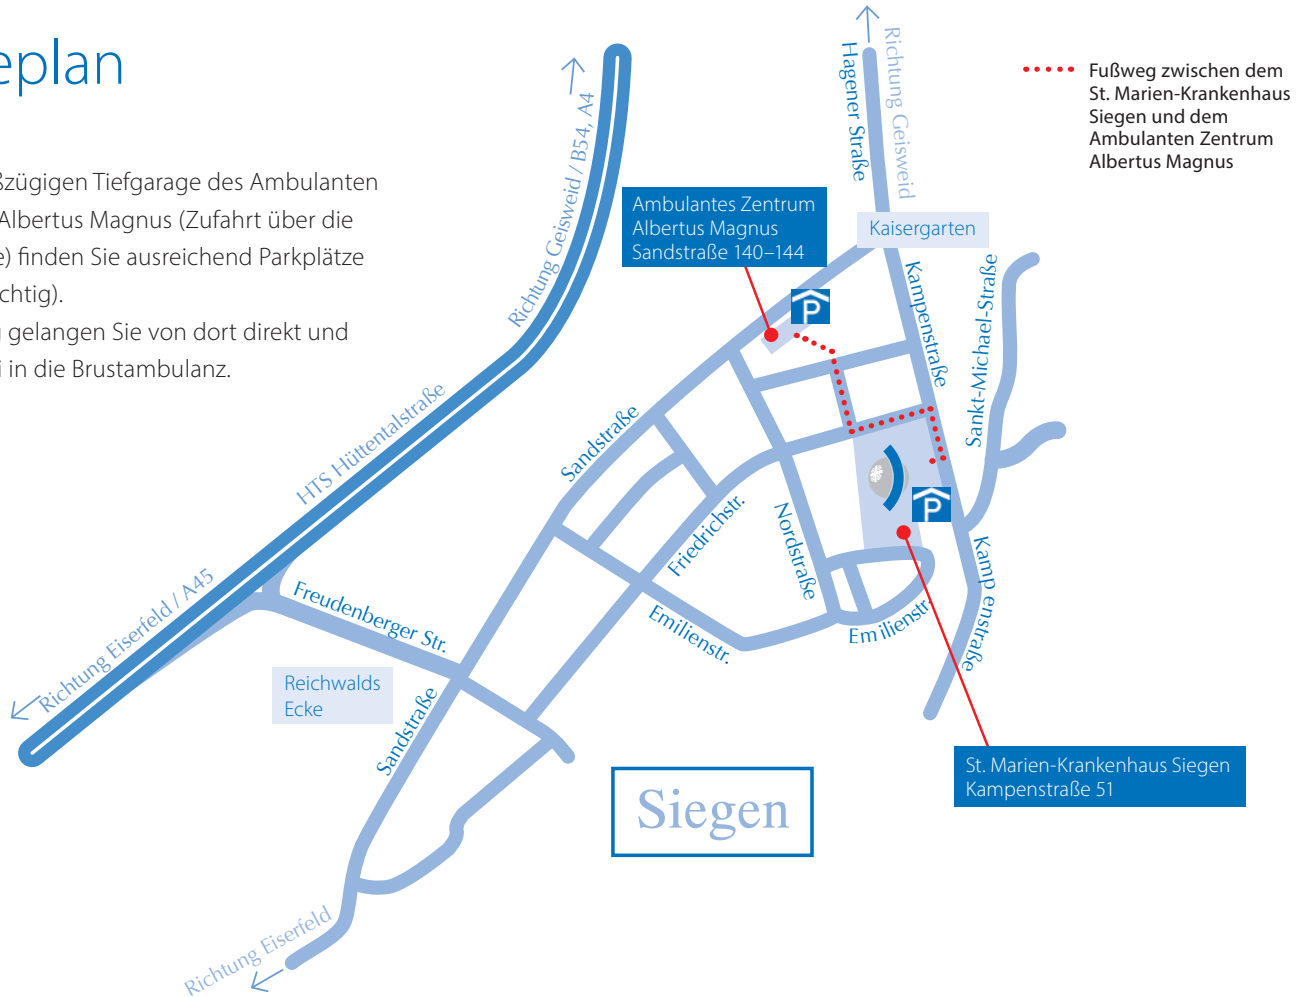 eplan
ßzügigen Tiefgarage des Ambulanten
Albertus Magnus (Zufahrt über die
e) finden Sie ausreichend Parkplätze
chtig).
g gelangen Sie von dort direkt und
i in die Brustambulanz.
Fußweg zwischen dem
St. Marien-Krankenhaus
Siegen und dem
Ambulanten Zentrum
Albertus Magnus
Richtung Geisweid
Hagener Straße
Richtung Geisweid / B54, A4
Ambulantes Zentrum
Albertus Magnus
Sandstraße 140–144
Kaisergarten
P
Kampenstraße
Sankt-Michael-Straße
HTS Hüttentalstraße
Sandstraße
Friedrichstr.
Nordstraße
P
Richtung Eiserfeld / A45
Freudenberger Str.
Emilienstr.
Emilienstr.
Kamp enstraße
Reichwalds
Ecke
Sandstraße
St. Marien-Krankenhaus Siegen
Kampenstraße 51
Siegen
Richtung Eiserfeld